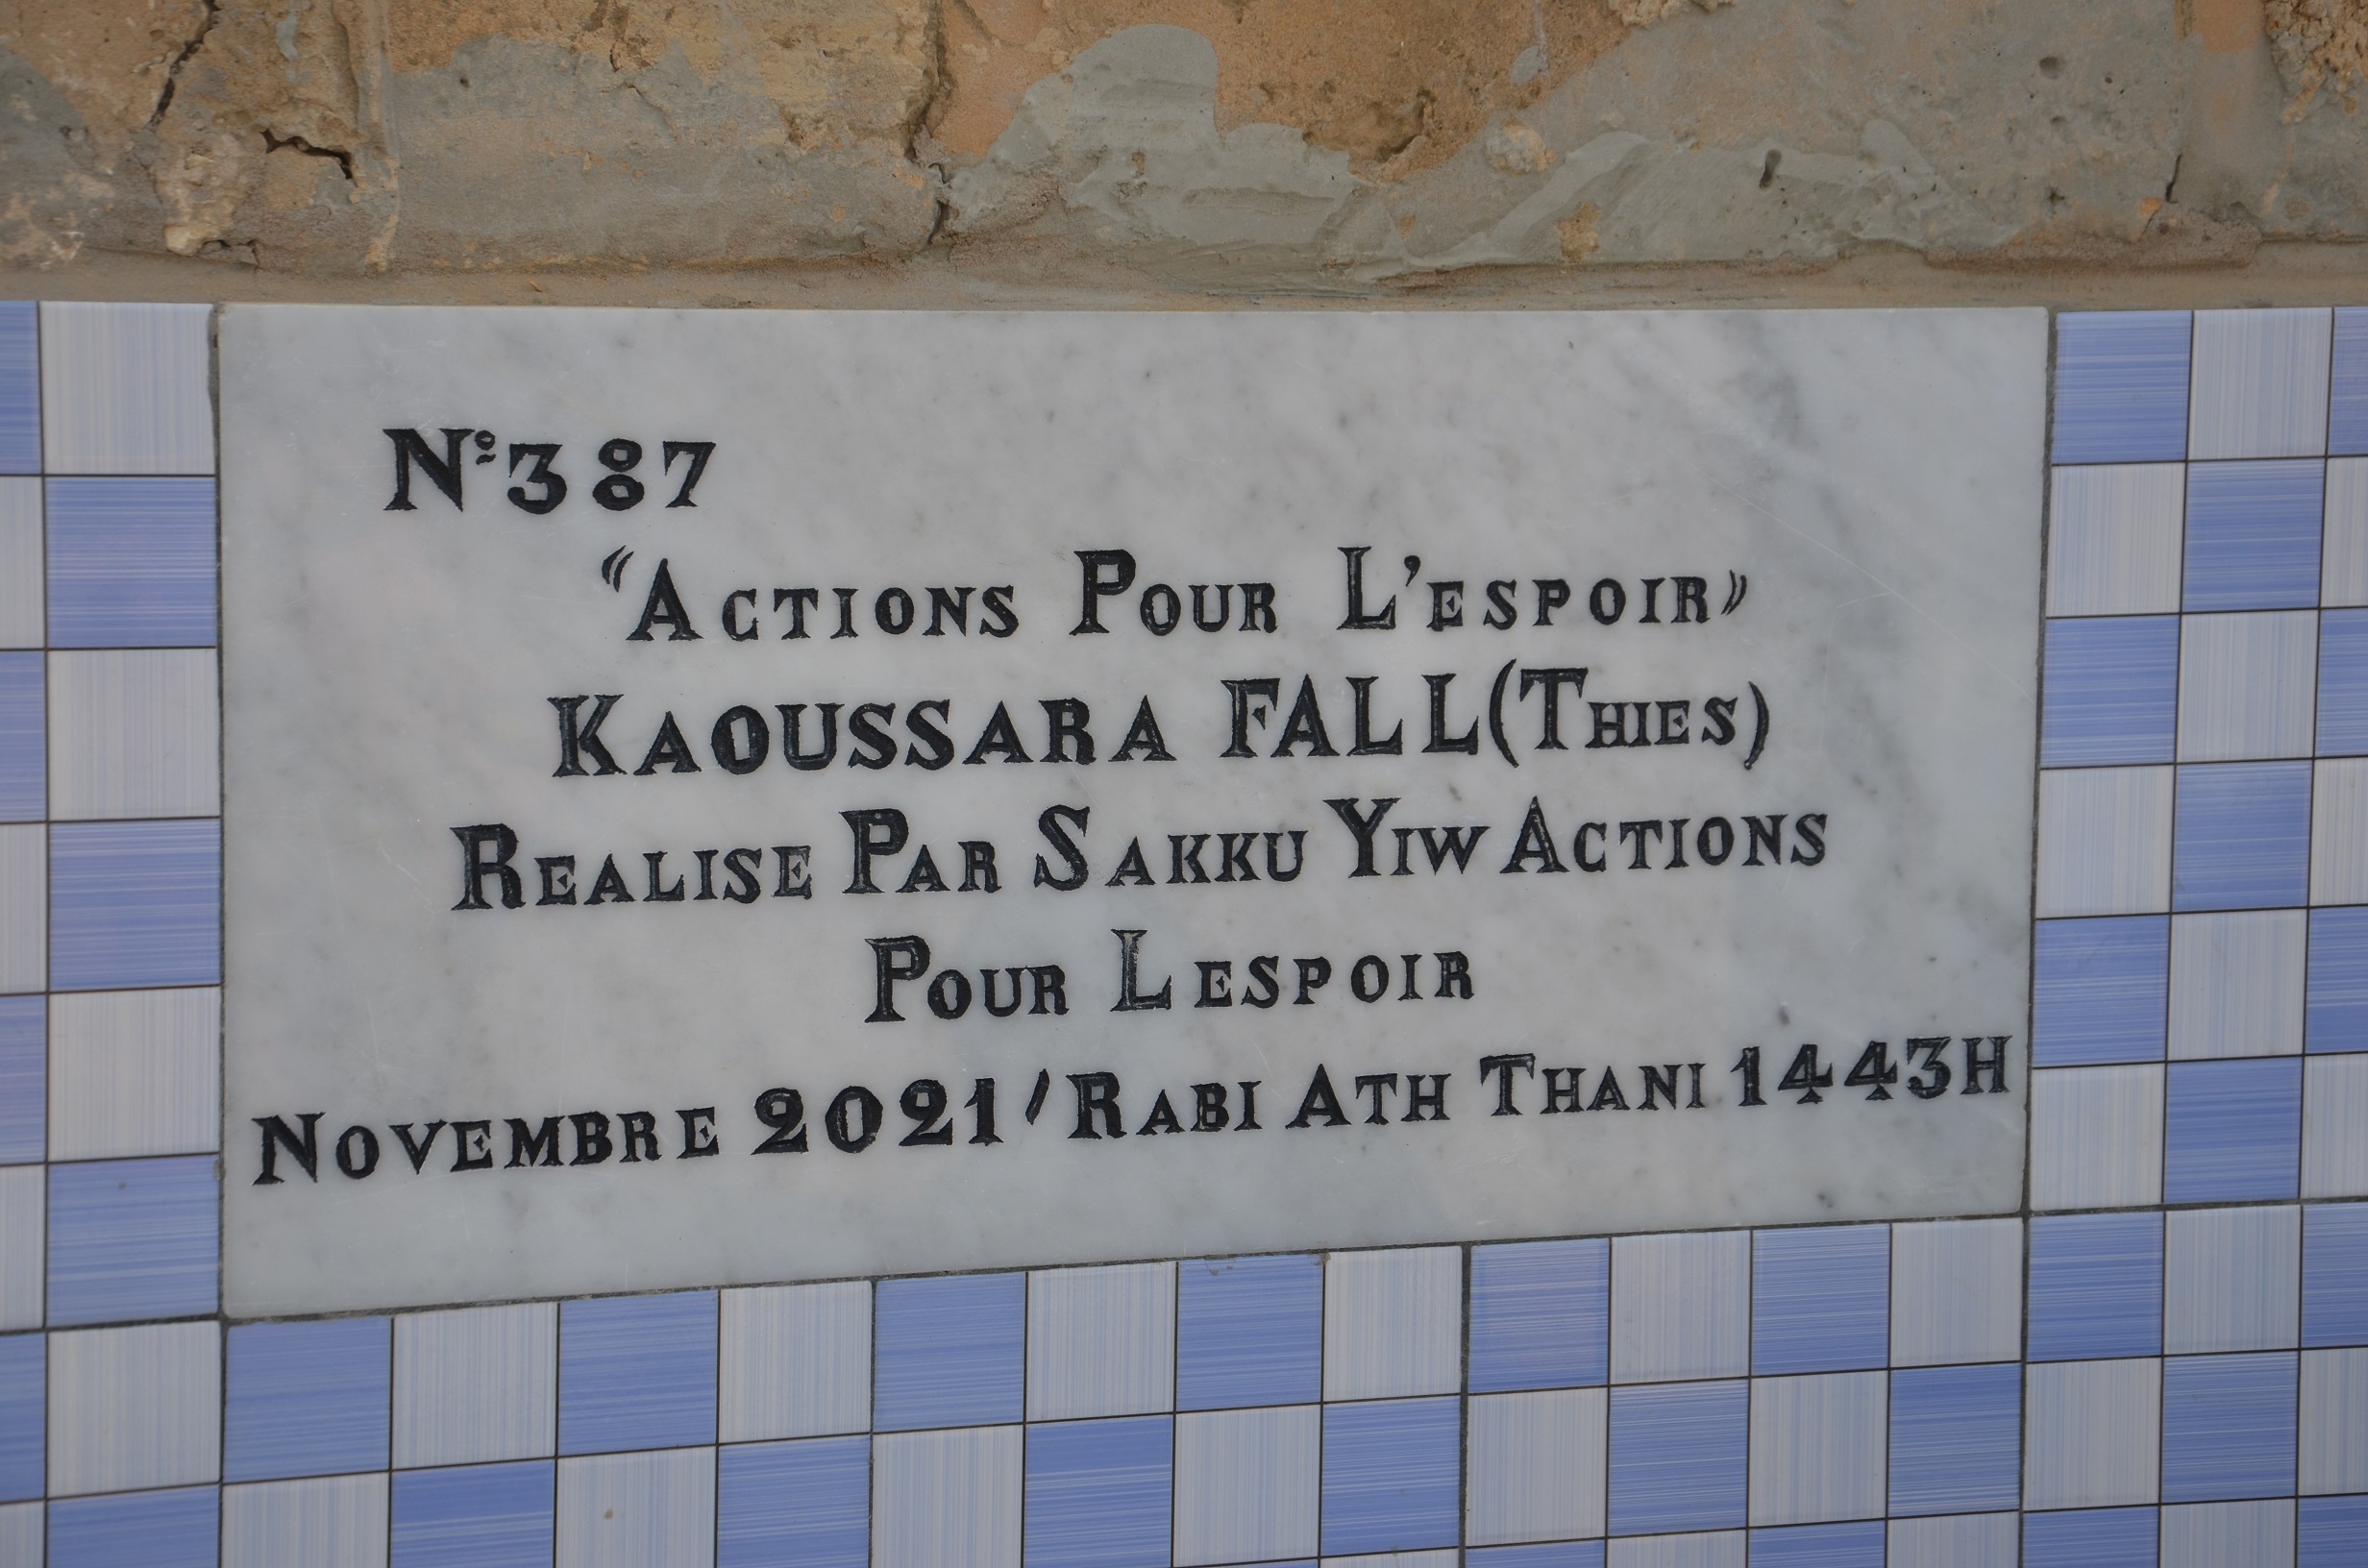 Nº 387
“Actions Pour L'espoir”
KAOUSSARA FALL (Thies)
Realise Par Sakku Yiw Actions
Pour Lespoir
Novembre 2021 / Rabi Ath Thani 1443H